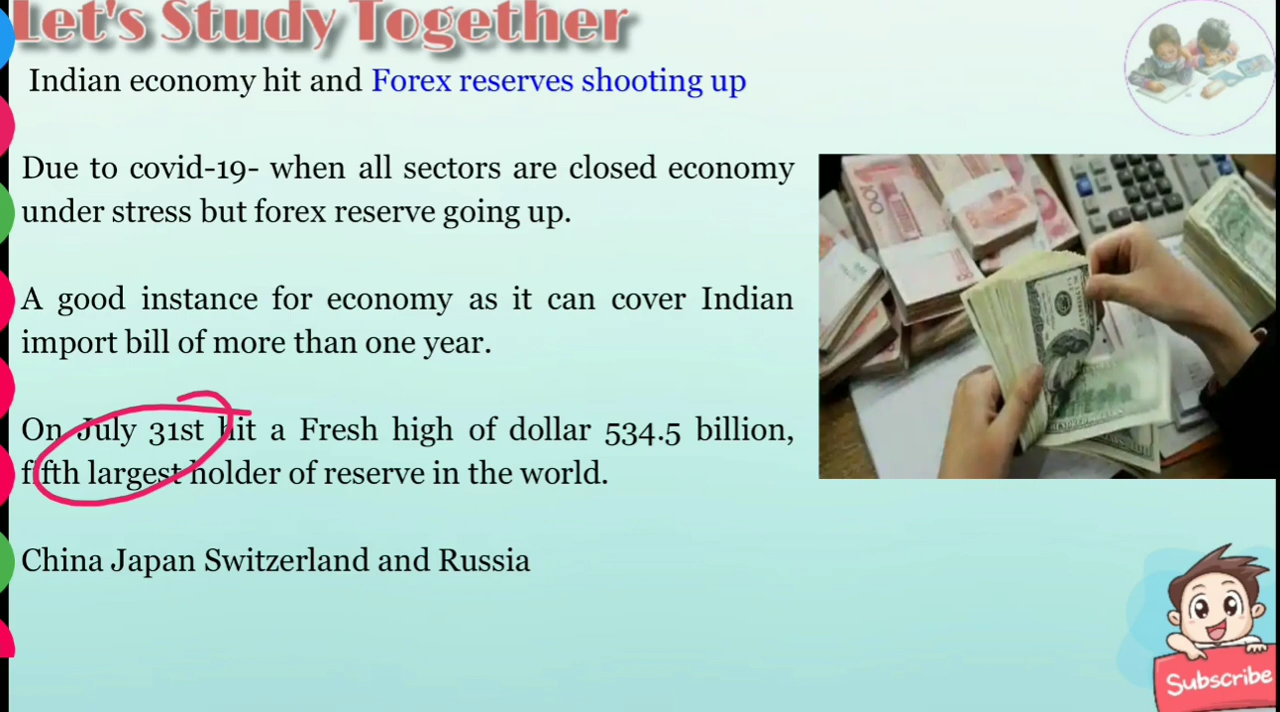 Let's Study Together
Indian economy hit and Forex reserves shooting up
Due to covid-19- when all sectors are closed economy
under stress but forex reserve going up.
A good instance for economy as it can cover Indian
import bill of more than one year.
On July 31st hit a Fresh high of dollar 534.5 billion,
fifth largest holder of reserve in the world.
China Japan Switzerland and Russia
100
Subscribe